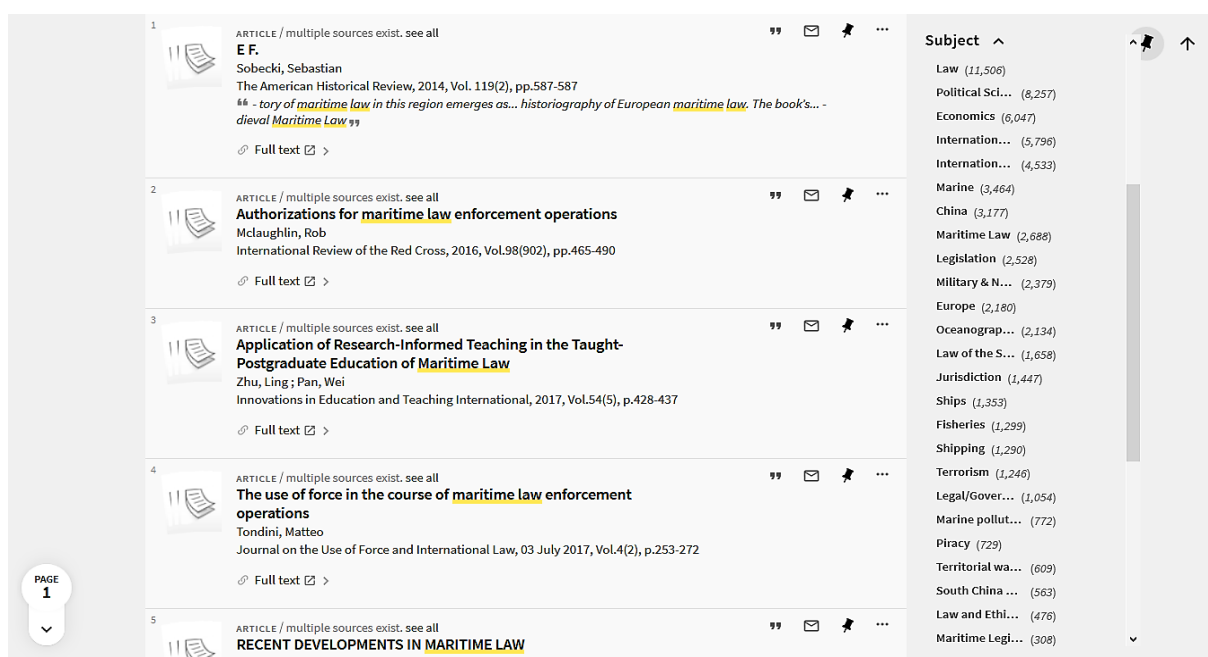 1
ARTICLE / multiple sources exist. see all
E F.
Sobecki, Sebastian
The American Historical Review, 2014, Vol. 119(2), pp.587-587
❝ - tory of maritime law in this region emerges as... historiography of European maritime law. The book's... -
dieval Maritime Law ❞
Full text
2
ARTICLE / multiple sources exist. see all
Authorizations for maritime law enforcement operations
Mclaughlin, Rob
International Review of the Red Cross, 2016, Vol.98(902), pp.465-490
Full text
3
ARTICLE / multiple sources exist. see all
Application of Research-Informed Teaching in the Taught-
Postgraduate Education of Maritime Law
Zhu, Ling ; Pan, Wei
Innovations in Education and Teaching International, 2017, Vol.54(5), p.428-437
Full text
4
ARTICLE / multiple sources exist. see all
The use of force in the course of maritime law enforcement
operations
Tondini, Matteo
Journal on the Use of Force and International Law, 03 July 2017, Vol.4(2), p.253-272
Full text
5
ARTICLE / multiple sources exist. see all
RECENT DEVELOPMENTS IN MARITIME LAW
Subject
Law (11,506)
Political Sci... (8,257)
Economics (6,047)
Internation... (5,796)
Internation... (4,533)
Marine (3,464)
China (3,177)
Maritime Law (2,688)
Legislation (2,528)
Military & N... (2,379)
Europe (2,180)
Oceanograp... (2,134)
Law of the S... (1,658)
Jurisdiction (1,447)
Ships (1,353)
Fisheries (1,299)
Shipping (1,290)
Terrorism (1,246)
Legal/Gover... (1,054)
Marine pollut... (772)
Piracy (729)
Territorial wa... (609)
South China ... (563)
Law and Ethi... (476)
Maritime Legi... (308)
PAGE
1